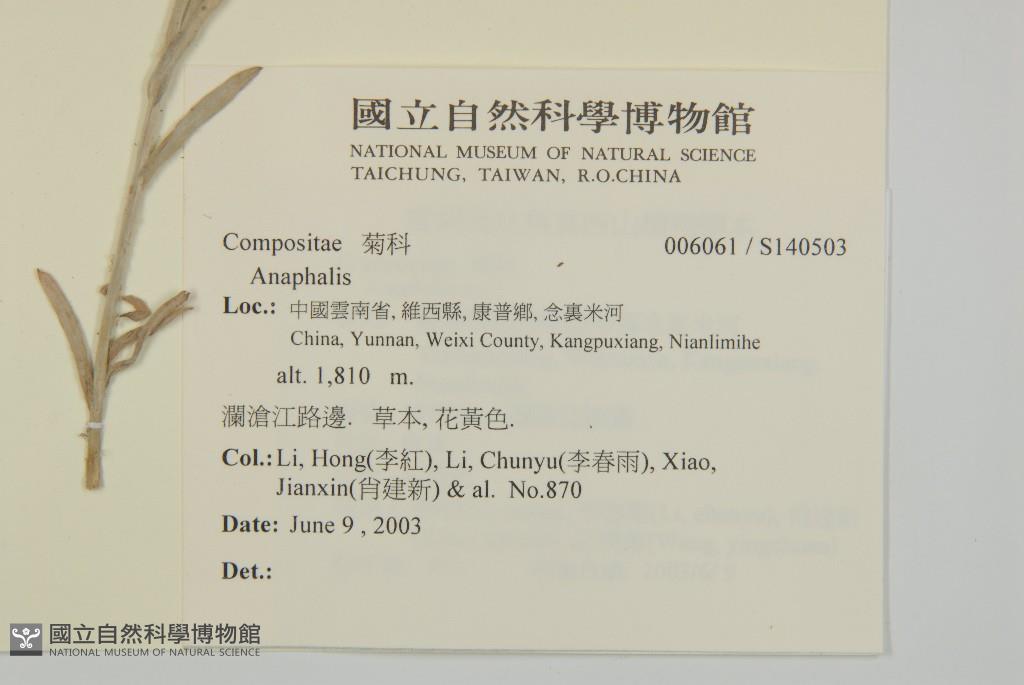 國立自然科學博物館
NATIONAL MUSEUM OF NATURAL SCIENCE
TAICHUNG, TAIWAN, R.O.CHINA
Compositae 菊科 006061 / S140503
Anaphalis
Loc.: 中國雲南省, 維西縣, 康普鄉, 念裏米河
China, Yunnan, Weixi County, Kangpuxiang, Nianlimihe
alt. 1,810 m.
瀾滄江路邊. 草本, 花黃色.
Col.: Li, Hong(李紅), Li, Chunyu(李春雨), Xiao,
Jianxin(肖建新) & al. No.870
Date: June 9 , 2003
Det.:
國立自然科學博物館
NATIONAL MUSEUM OF NATURAL SCIENCE